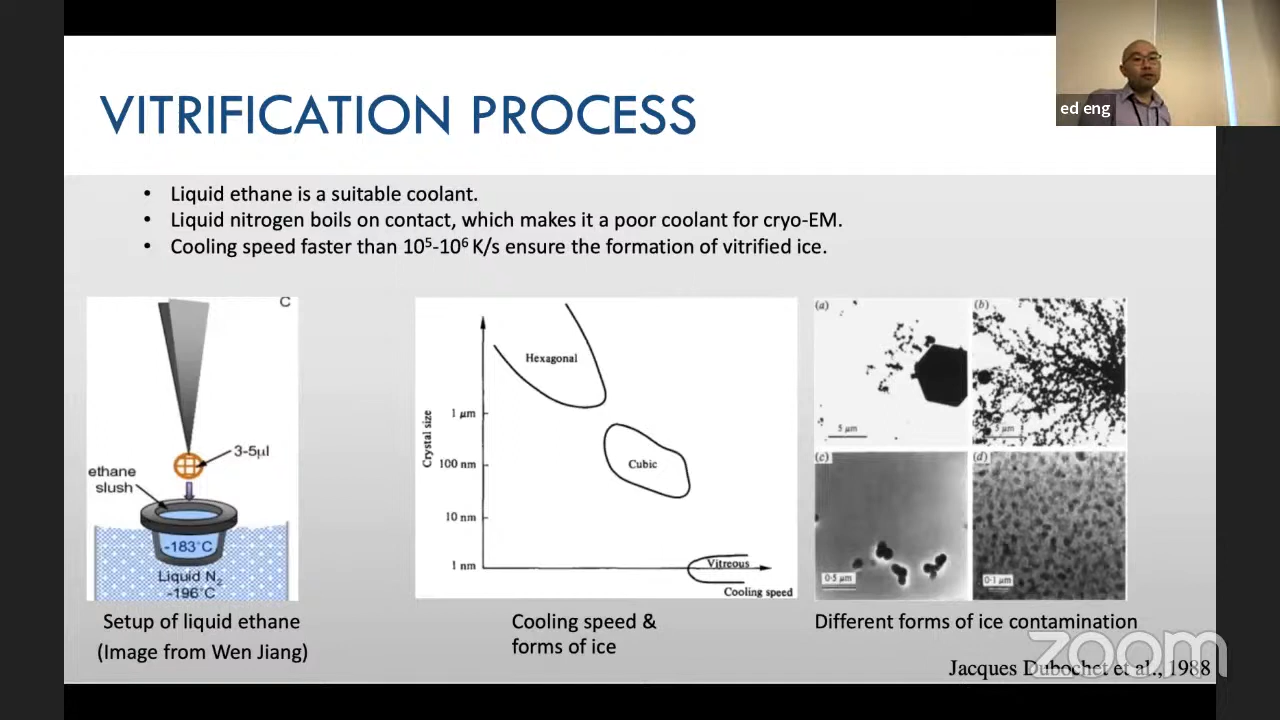 ed eng
VITRIFICATION PROCESS
• Liquid ethane is a suitable coolant.
• Liquid nitrogen boils on contact, which makes it a poor coolant for cryo-EM.
• Cooling speed faster than 10⁵-10⁶ K/s ensure the formation of vitrified ice.
C
3-5µl
ethane
slush
-183°C
Liquid N₂
-196°C
Setup of liquid ethane
(Image from Wen Jiang)
Crystal size
Hexagonal
1 µm
Cubic
100 nm
10 nm
Vitreous
1 nm
Cooling speed
Cooling speed &
forms of ice
(a)
5 µm
(b)
5 µm
(c)
0·5 µm
(d)
0·1 µm
Different forms of ice contamination
Jacques Dubochet et al., 1988
zoom